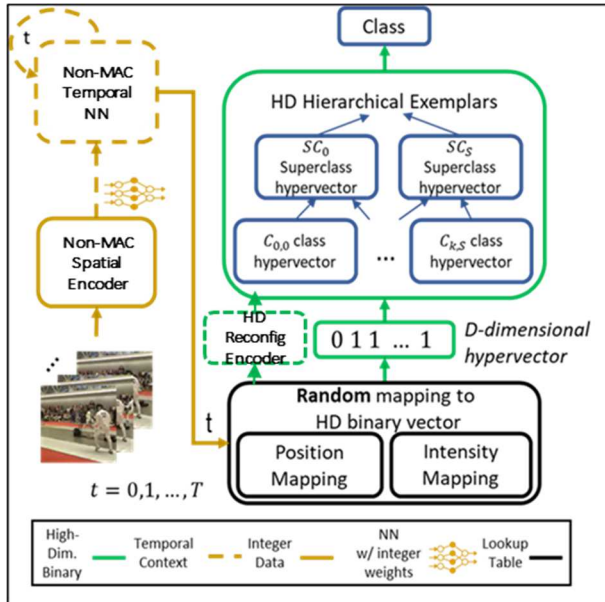 Class
t
Non-MAC
Temporal
NN
HD Hierarchical Exemplars
SC₀
Superclass
hypervector
SC_S
Superclass
hypervector
Non-MAC
Spatial
Encoder
C₀,₀ class
hypervector
...
C_{k,S} class
hypervector
HD
Reconfig
Encoder
0 1 1 ... 1
D-dimensional
hypervector
...
t
Random mapping to
HD binary vector
Position
Mapping
Intensity
Mapping
t = 0,1, ..., T
High-
Dim.
Binary
Temporal
Context
Integer
Data
NN
w/ integer
weights
Lookup
Table